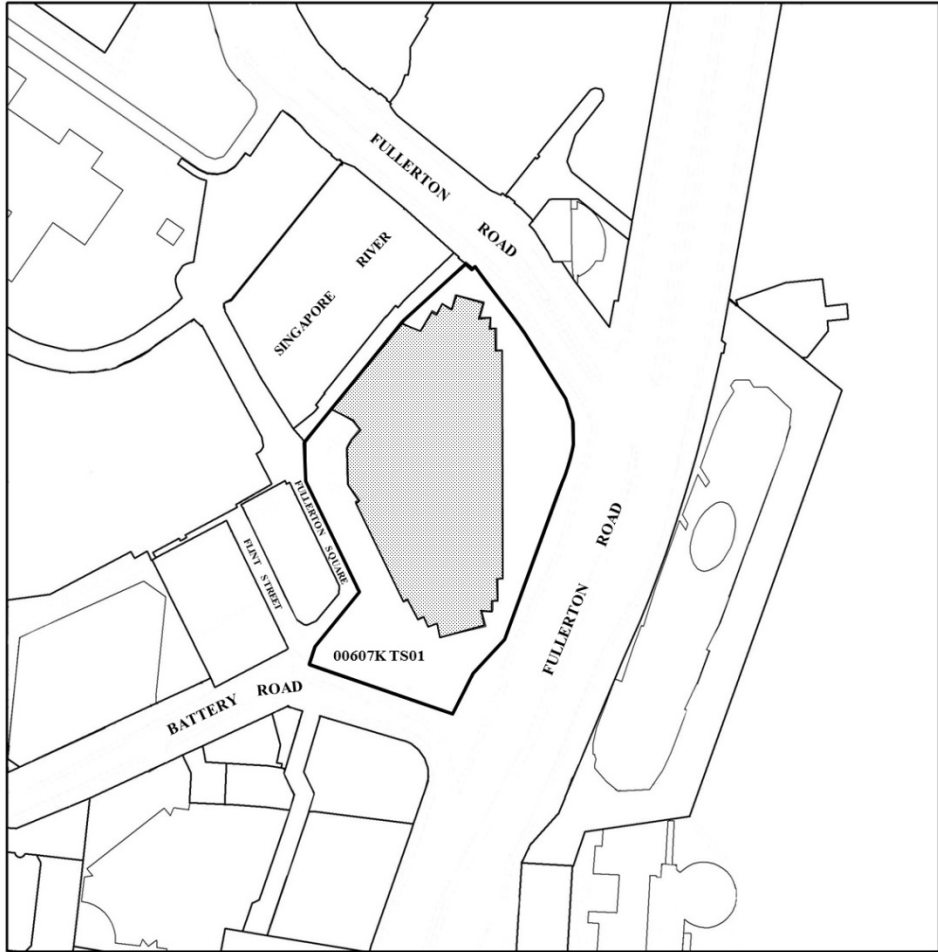 FULLERTON ROAD
SINGAPORE RIVER
FULLERTON SQUARE
FLINT STREET
FULLERTON ROAD
00607K TS01
BATTERY ROAD